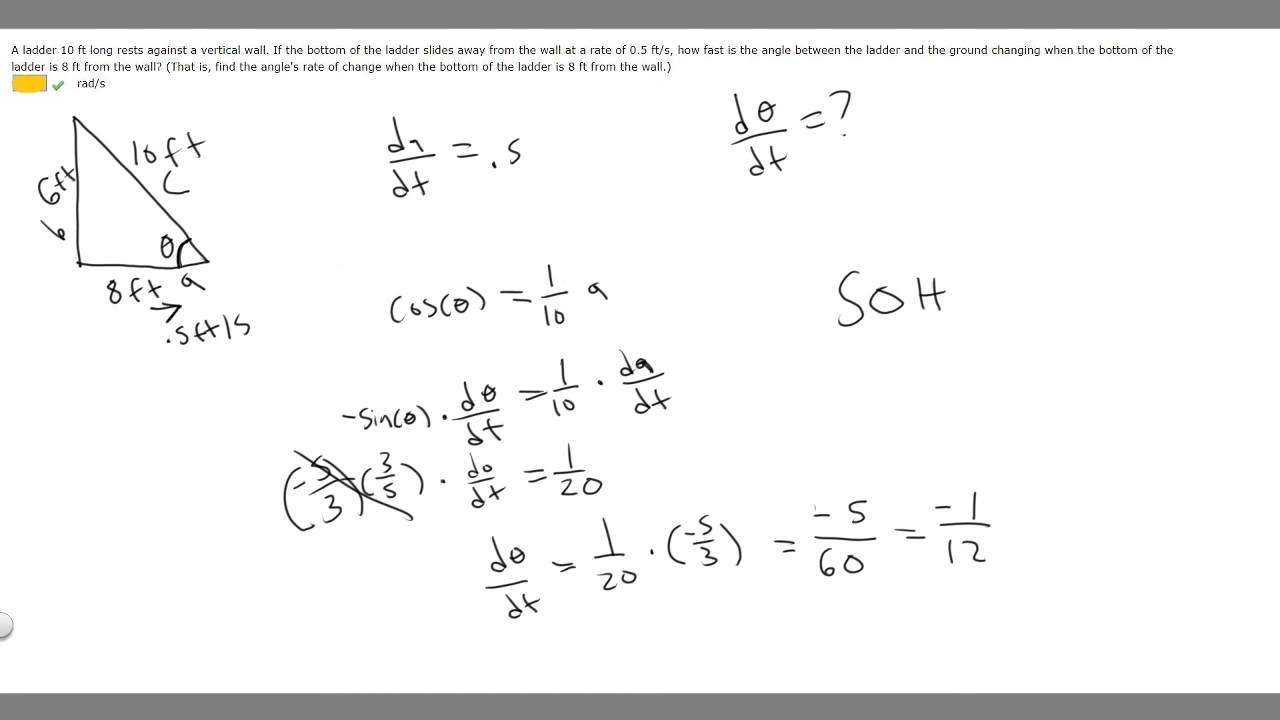 A ladder 10 ft long rests against a vertical wall. If the bottom of the ladder slides away from the wall at a rate of 0.5 ft/s, how fast is the angle between the ladder and the ground changing when the bottom of the
ladder is 8 ft from the wall? (That is, find the angle's rate of change when the bottom of the ladder is 8 ft from the wall.)
rad/s
10ft
c
6ft
b
θ
8ft a
→
.5ft/s
da/dt = .5
dθ/dt = ?
cos(θ) = 1/10 a
SOH
-sin(θ) · dθ/dt = 1/10 · da/dt
(-5/3)(3/5) · dθ/dt = 1/20
dθ/dt = 1/20 · (-5/3) = -5/60 = -1/12